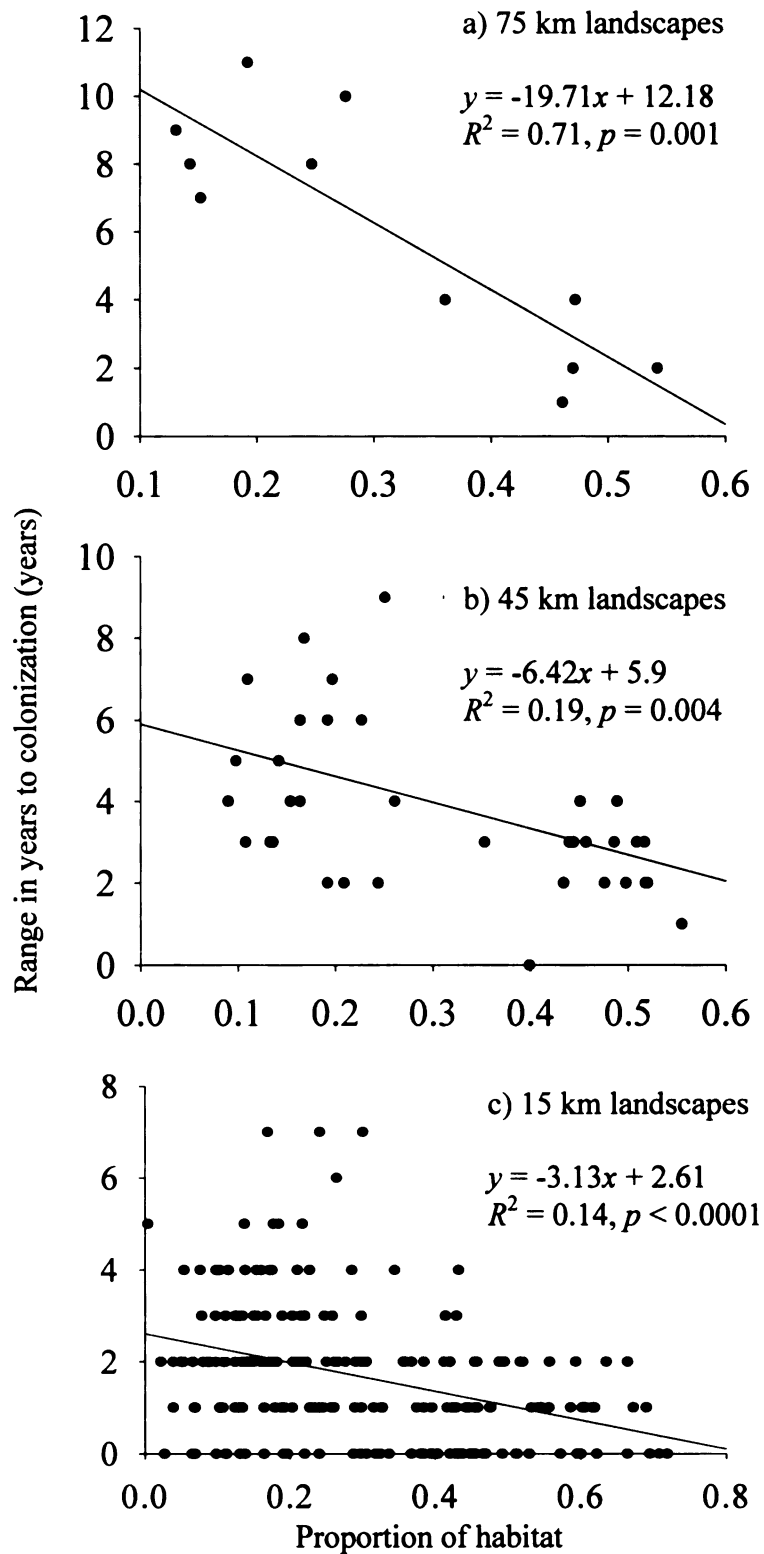 a) 75 km landscapes
y = -19.71x + 12.18
R² = 0.71, p = 0.001
12
10
8
6
4
2
0
0.1 0.2 0.3 0.4 0.5 0.6
Range in years to colonization (years)
b) 45 km landscapes
y = -6.42x + 5.9
R² = 0.19, p = 0.004
10
8
6
4
2
0
0.0 0.1 0.2 0.3 0.4 0.5 0.6
c) 15 km landscapes
y = -3.13x + 2.61
R² = 0.14, p < 0.0001
8
6
4
2
0
0.0 0.2 0.4 0.6 0.8
Proportion of habitat